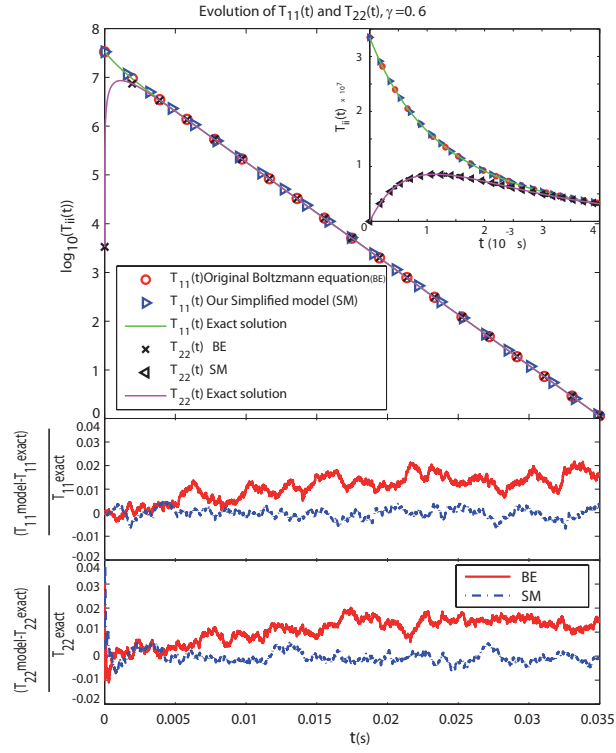 Evolution of T11(t) and T22(t), γ=0.6
8
7
6
5
4
3
2
1
0
log10(Tii(t))
3
2
1
0
Tii(t) × 10^7
0 1 2 3 4
t (10^-3 s)
T11(t)Original Boltzmann equation(BE)
T11(t) Our Simplified model (SM)
T11(t) Exact solution
T22(t) BE
T22(t) SM
T22(t) Exact solution
(T11model-T11exact)
T11exact
0.04
0.03
0.02
0.01
0
-0.01
0.02
(T22model-T22exact)
T22exact
0.04
0.03
0.02
0.01
0
-0.01
-0.02
BE
SM
0 0.005 0.01 0.015 0.02 0.025 0.03 0.035
t(s)